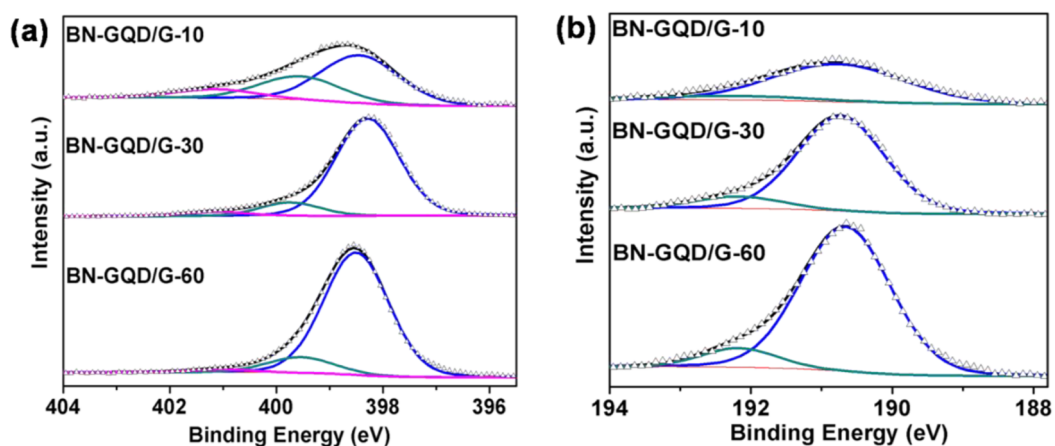 (a)
BN-GQD/G-10
BN-GQD/G-30
BN-GQD/G-60
Intensity (a.u.)
404 402 400 398 396
Binding Energy (eV)
(b)
BN-GQD/G-10
BN-GQD/G-30
BN-GQD/G-60
Intensity (a.u.)
194 192 190 188
Binding Energy (eV)